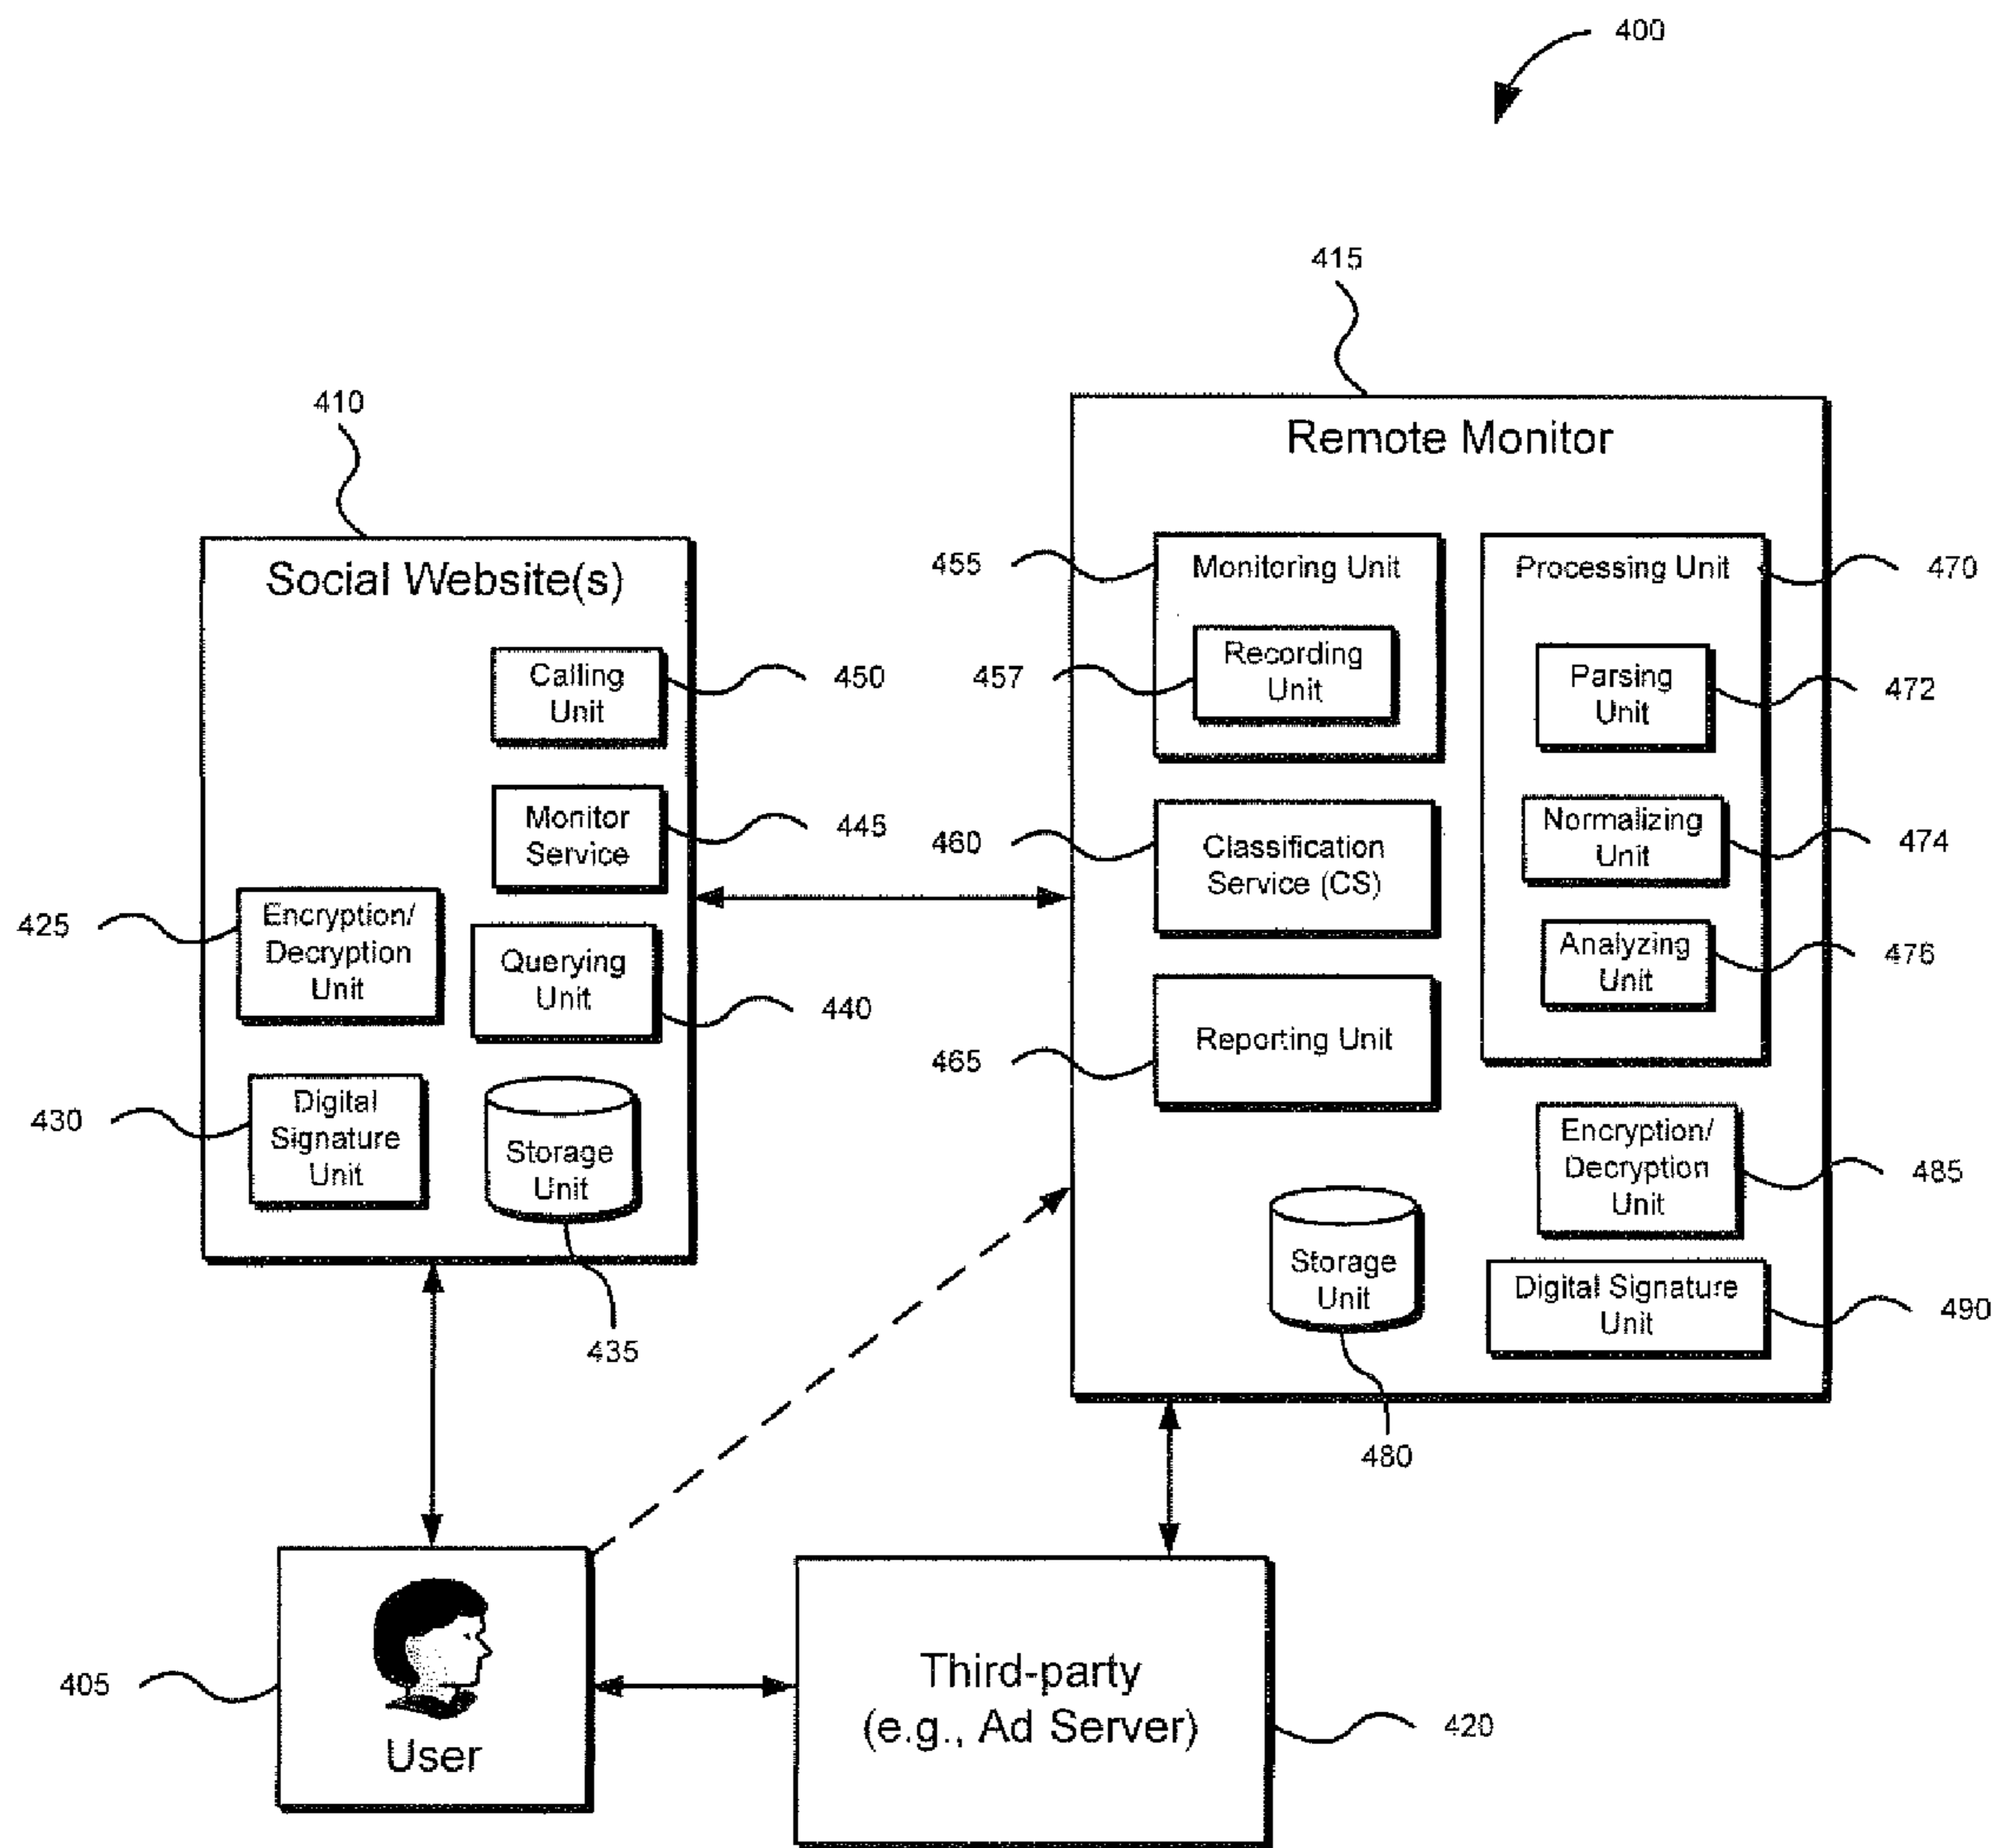 400
415
Remote Monitor
410
Social Website(s)
455
Monitoring Unit
Processing Unit
470
Calling
Unit
450
457
Recording
Unit
Parsing
Unit
472
Monitor
Service
445
460
Classification
Service (CS)
Normalizing
Unit
474
425
Encryption/
Decryption
Unit
Querying
Unit
440
Analyzing
Unit
476
465
Reporting Unit
430
Digital
Signature
Unit
Storage
Unit
435
Encryption/
Decryption
Unit
485
Storage
Unit
480
Digital Signature
Unit
490
405
User
Third-party
(e.g., Ad Server)
420